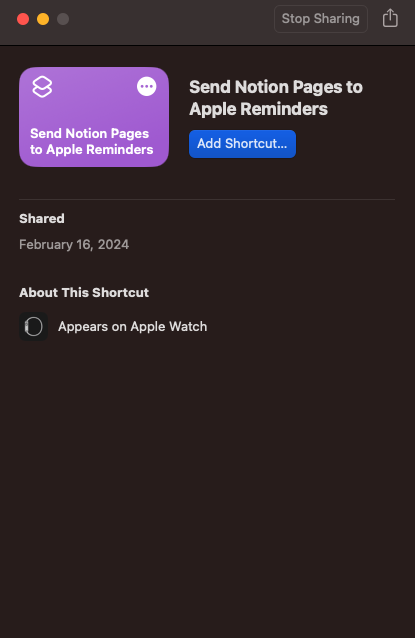 Stop Sharing
Send Notion Pages
to Apple Reminders
Send Notion Pages to
Apple Reminders
Add Shortcut...
Shared
February 16, 2024
About This Shortcut
Appears on Apple Watch